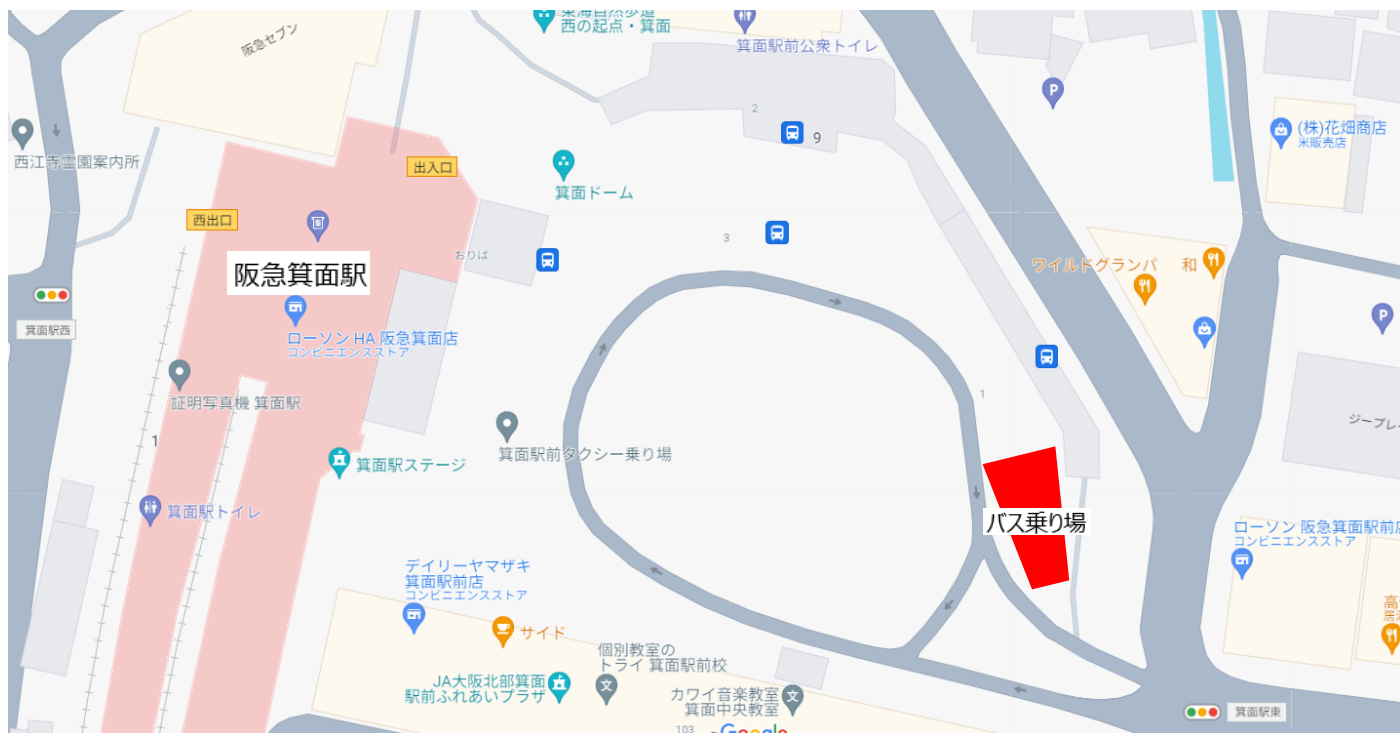 東海自然歩道
西の起点・箕面
阪急セブン
箕面駅前公衆トイレ
P
2
9
(株)花畑商店
米販売店
西江寺霊園案内所
出入口
箕面ドーム
西出口
3
おりば
阪急箕面駅
ワイルドグランパ
和
箕面駅西
P
ローソン HA 阪急箕面店
コンビニエンスストア
証明写真機 箕面駅
1
1
ジープレ
箕面駅前タクシー乗り場
箕面駅ステージ
箕面駅トイレ
バス乗り場
ローソン 阪急箕面駅前店
コンビニエンスストア
デイリーヤマザキ
箕面駅前店
コンビニエンスストア
サイド
個別教室の
トライ 箕面駅前校
文
JA大阪北部箕面
駅前ふれあいプラザ
カワイ音楽教室
箕面中央教室
文
箕面駅東
103
Google